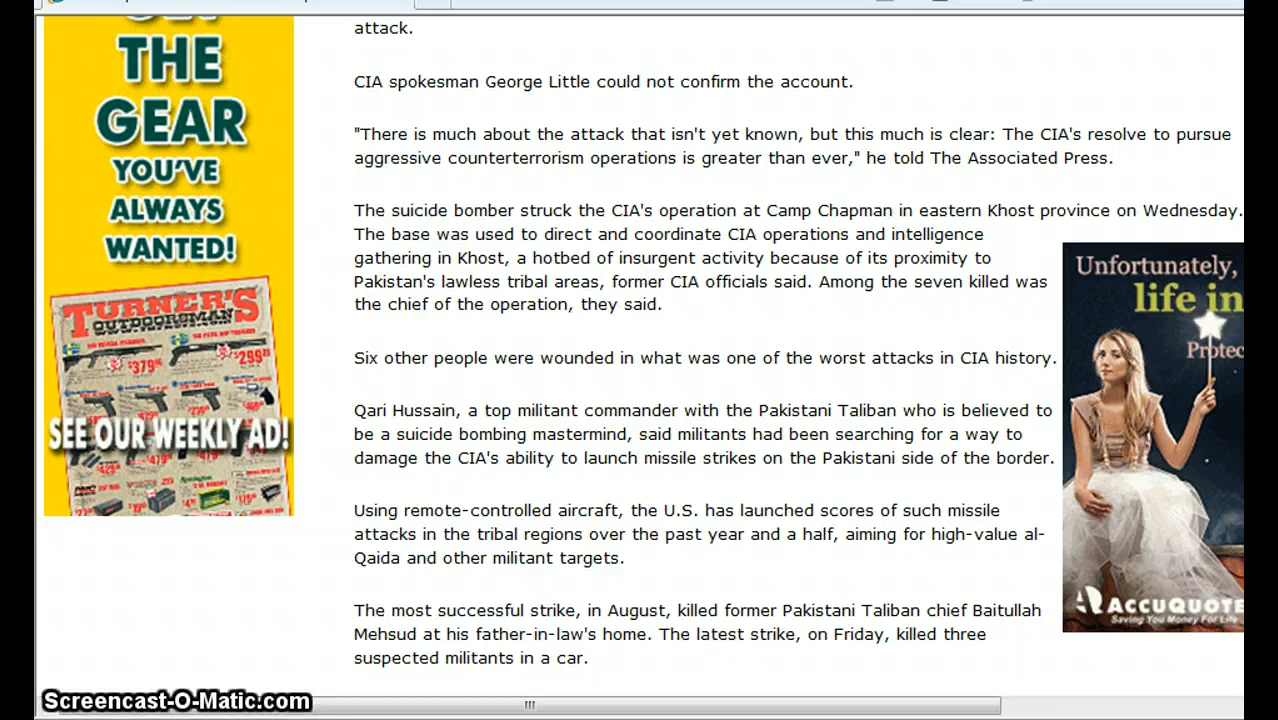 THE
GEAR
YOU'VE
ALWAYS
WANTED!
TURNER'S
OUTDOORSMAN
$379
$299
SEE OUR WEEKLY AD!
attack.
CIA spokesman George Little could not confirm the account.
"There is much about the attack that isn't yet known, but this much is clear: The CIA's resolve to pursue
aggressive counterterrorism operations is greater than ever," he told The Associated Press.
The suicide bomber struck the CIA's operation at Camp Chapman in eastern Khost province on Wednesday.
The base was used to direct and coordinate CIA operations and intelligence
gathering in Khost, a hotbed of insurgent activity because of its proximity to
Pakistan's lawless tribal areas, former CIA officials said. Among the seven killed was
the chief of the operation, they said.
Six other people were wounded in what was one of the worst attacks in CIA history.
Qari Hussain, a top militant commander with the Pakistani Taliban who is believed to
be a suicide bombing mastermind, said militants had been searching for a way to
damage the CIA's ability to launch missile strikes on the Pakistani side of the border.
Using remote-controlled aircraft, the U.S. has launched scores of such missile
attacks in the tribal regions over the past year and a half, aiming for high-value al-
Qaida and other militant targets.
The most successful strike, in August, killed former Pakistani Taliban chief Baitullah
Mehsud at his father-in-law's home. The latest strike, on Friday, killed three
suspected militants in a car.
Unfortunately,
life in
Protec
ACCUQUOTE
Saving You Money For Life
Screencast-O-Matic.com